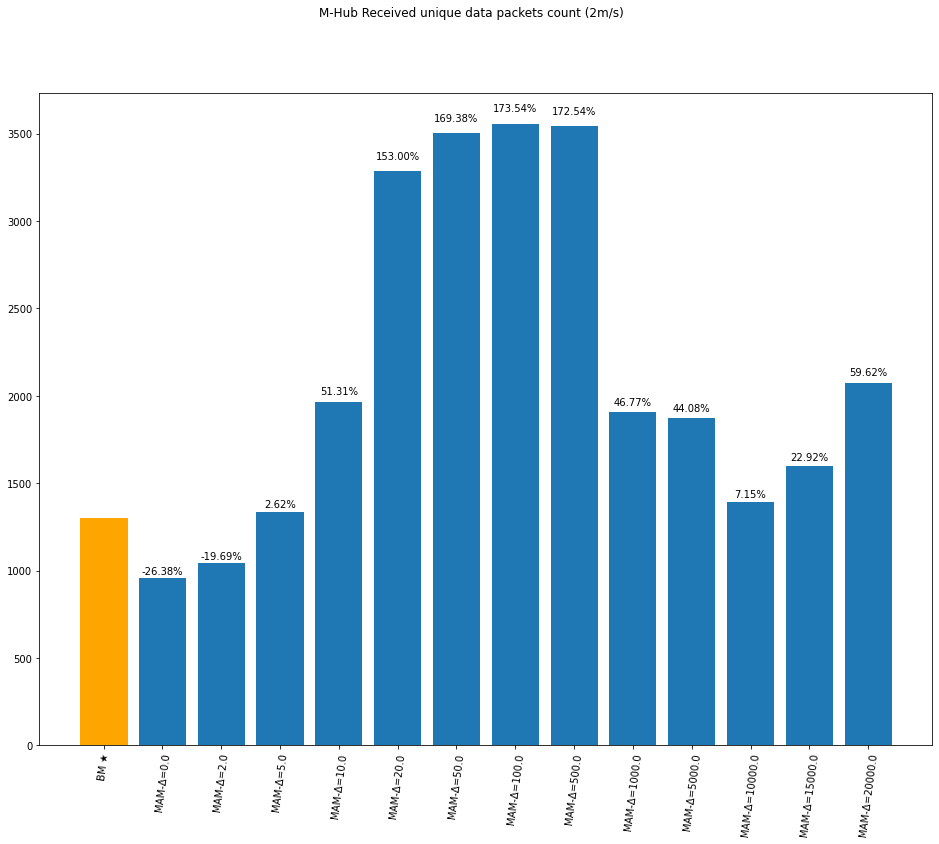 M-Hub Received unique data packets count (2m/s)
3500
3000
2500
2000
1500
1000
500
0
-26.38%
-19.69%
2.62%
51.31%
153.00%
169.38%
173.54%
172.54%
46.77%
44.08%
7.15%
22.92%
59.62%
BM ★
MAM-Δ=0.0
MAM-Δ=2.0
MAM-Δ=5.0
MAM-Δ=10.0
MAM-Δ=20.0
MAM-Δ=50.0
MAM-Δ=100.0
MAM-Δ=500.0
MAM-Δ=1000.0
MAM-Δ=5000.0
MAM-Δ=10000.0
MAM-Δ=15000.0
MAM-Δ=20000.0